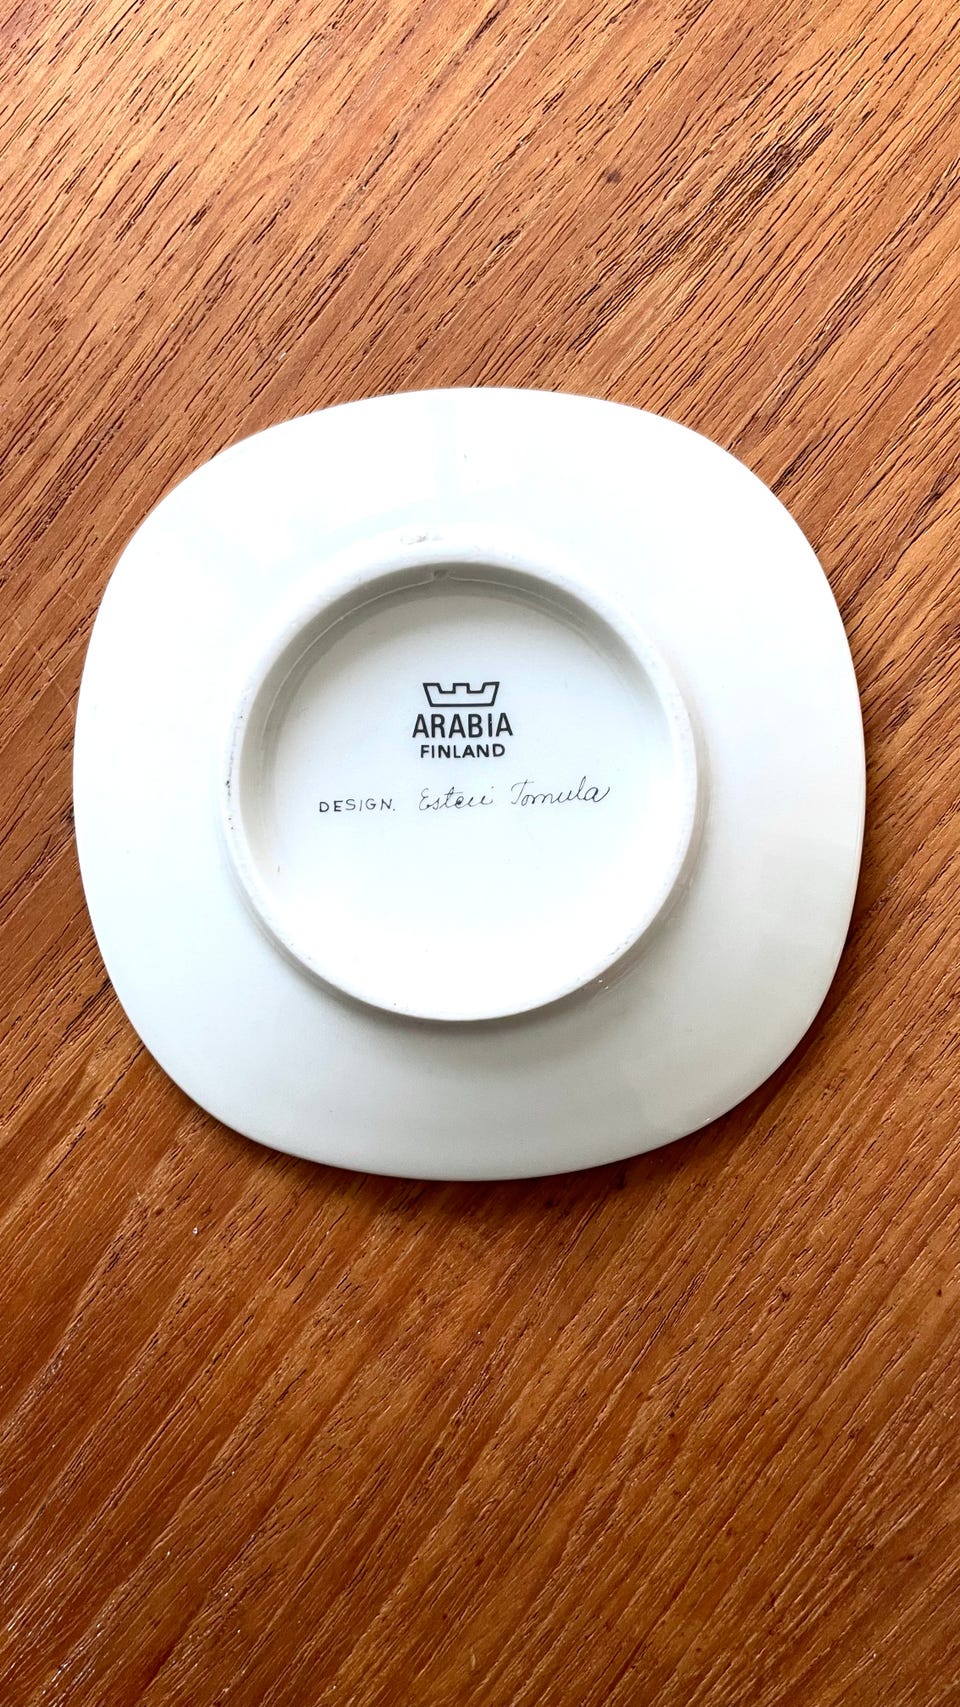 ARABIA
FINLAND
DESIGN. Esteri Tomula